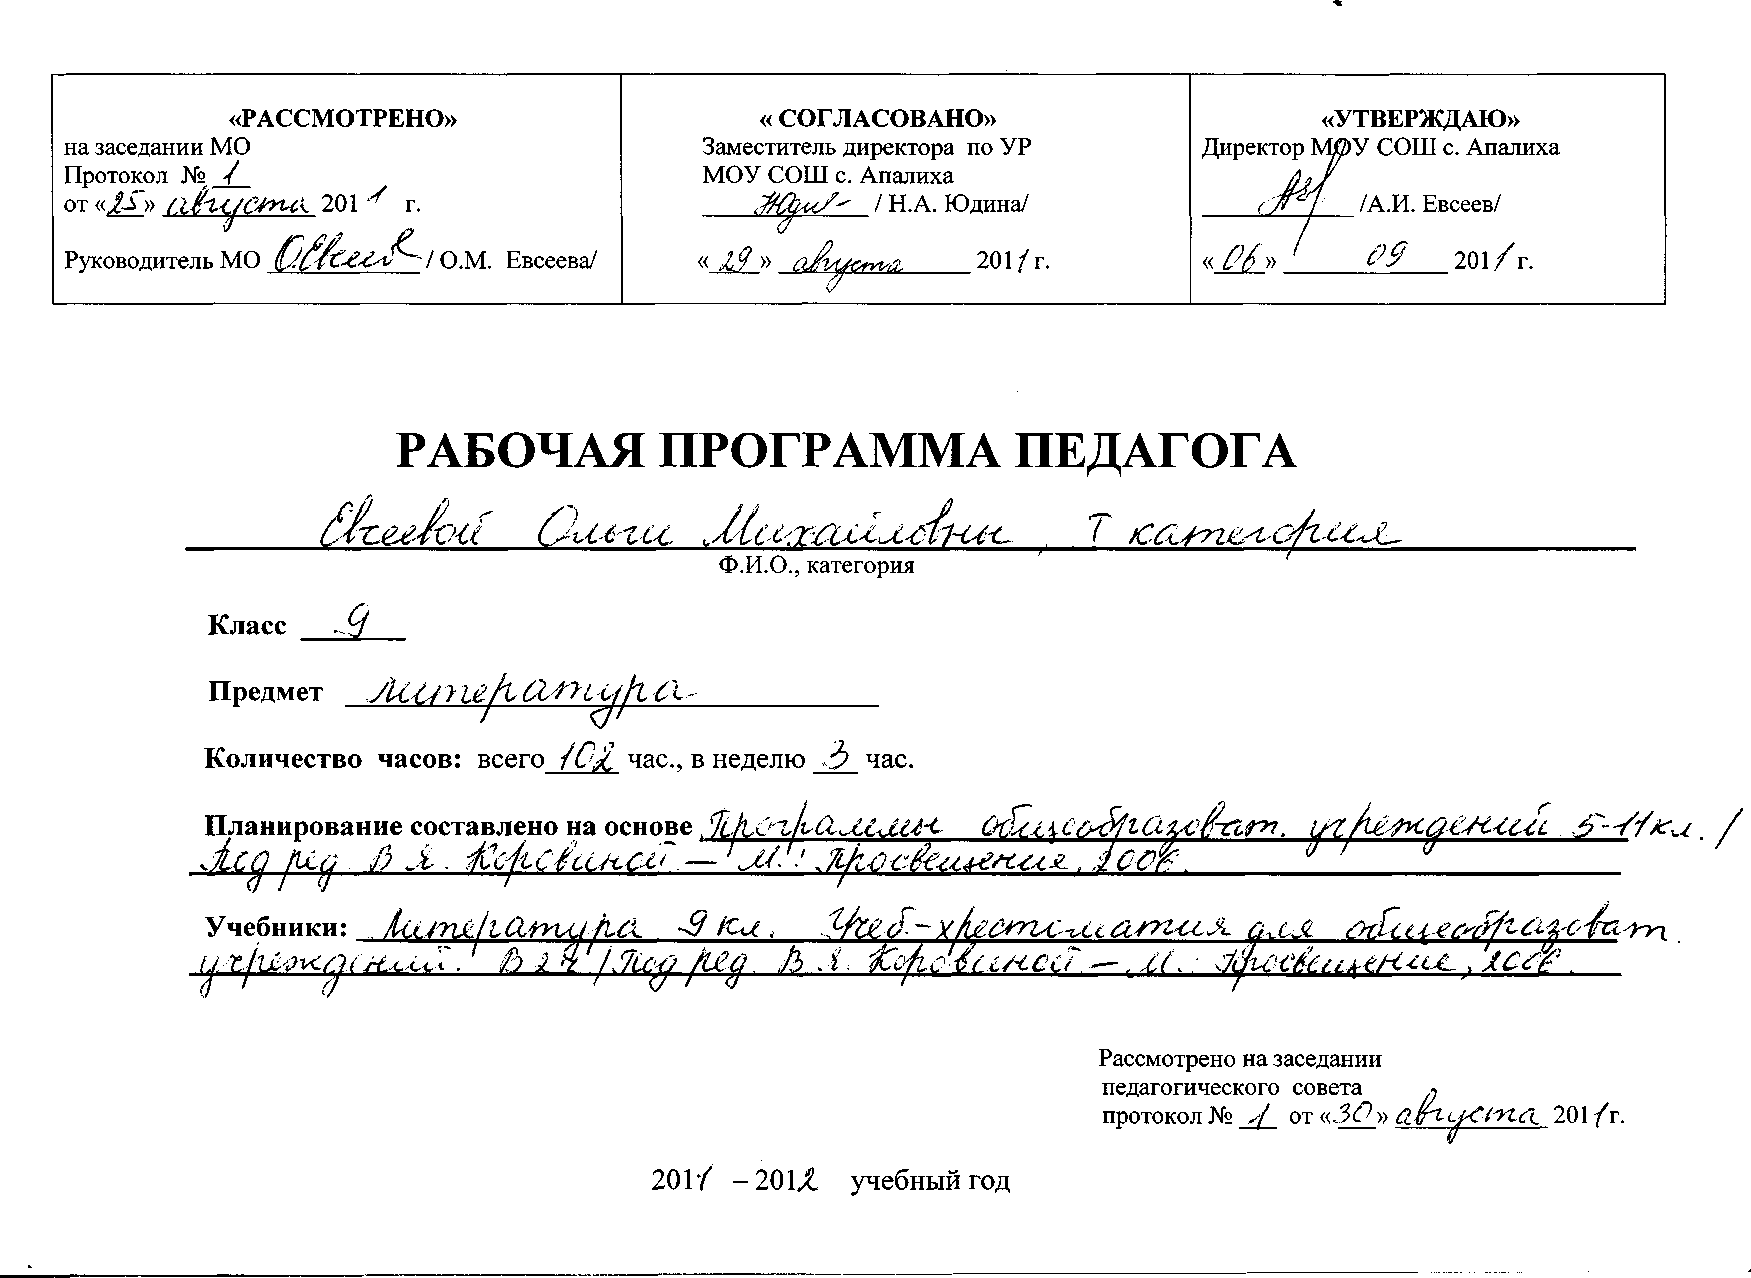 «РАССМОТРЕНО»
на заседании МО
Протокол № 1
от «25» августа 2011 г.
Руководитель МО / О.М. Евсеева/
« СОГЛАСОВАНО»
Заместитель директора по УР
МОУ СОШ с. Апалиха
/ Н.А. Юдина/
«29» августа 2011 г.
«УТВЕРЖДАЮ»
Директор МОУ СОШ с. Апалиха
/А.И. Евсеев/
«06» 09 2011 г.
РАБОЧАЯ ПРОГРАММА ПЕДАГОГА
Евсеевой Ольги Михайловны, I категория
Ф.И.О., категория
Класс 9
Предмет литература
Количество часов: всего 102 час., в неделю 3 час.
Планирование составлено на основе Программы общеобразоват. учреждений 5-11 кл. /
Под ред. В.Я. Коровиной – М.: Просвещение, 2006.
Учебники: Литература 9 кл. Учеб.-хрестоматия для общеобразоват.
учреждений. В 2 ч / Под ред. В.Я. Коровиной – М.: Просвещение, 2006.
Рассмотрено на заседании
педагогического совета
протокол № 1 от «30» августа 2011г.
2011 – 2012 учебный год